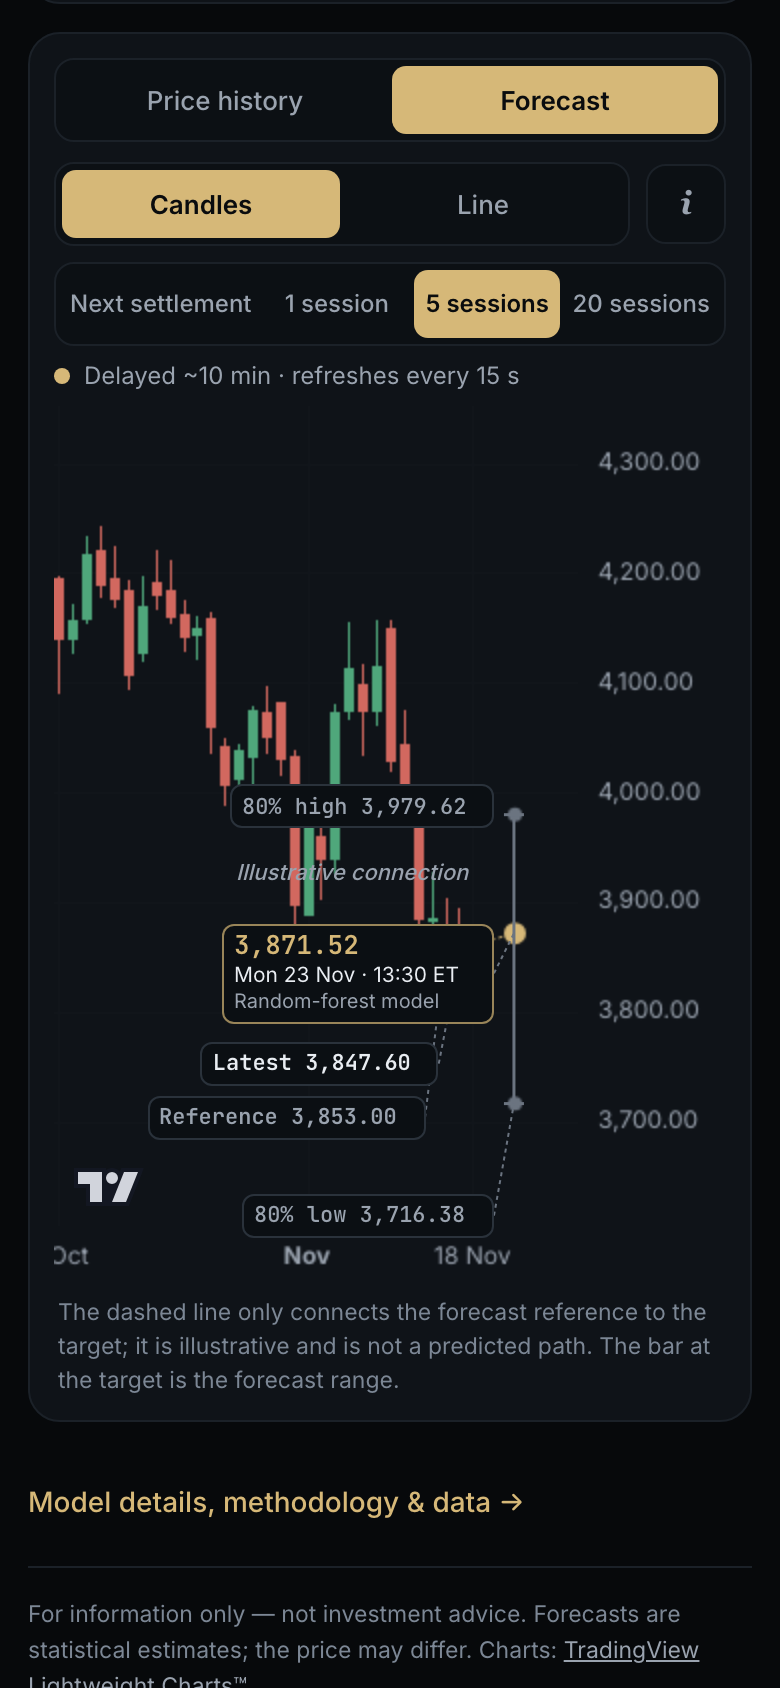 Price history
Forecast
Candles
Line
i
Next settlement
1 session
5 sessions
20 sessions
Delayed ~10 min · refreshes every 15 s
4,300.00
4,200.00
4,100.00
4,000.00
80% high 3,979.62
Illustrative connection
3,900.00
3,871.52
Mon 23 Nov · 13:30 ET
Random-forest model
3,800.00
Latest 3,847.60
Reference 3,853.00
3,700.00
80% low 3,716.38
Oct
Nov
18 Nov
The dashed line only connects the forecast reference to the
target; it is illustrative and is not a predicted path. The bar at
the target is the forecast range.
Model details, methodology & data →
For information only — not investment advice. Forecasts are
statistical estimates; the price may differ. Charts: TradingView
Lightweight Charts™